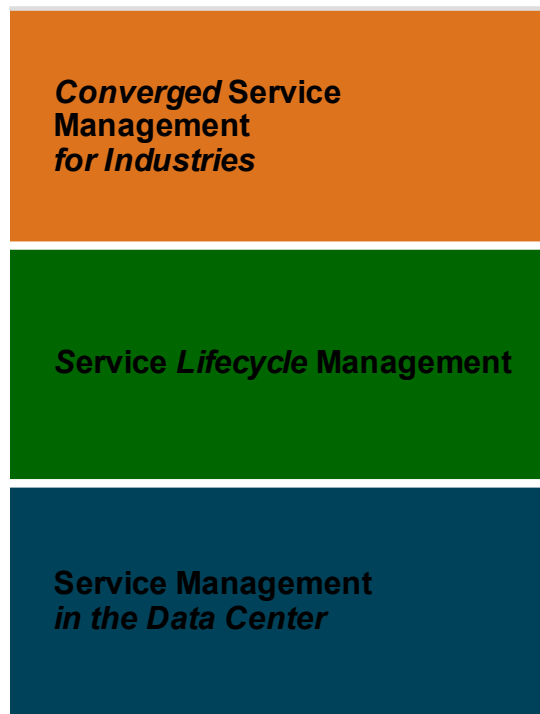 Converged Service
Management
for Industries
Service Lifecycle Management
Service Management
in the Data Center